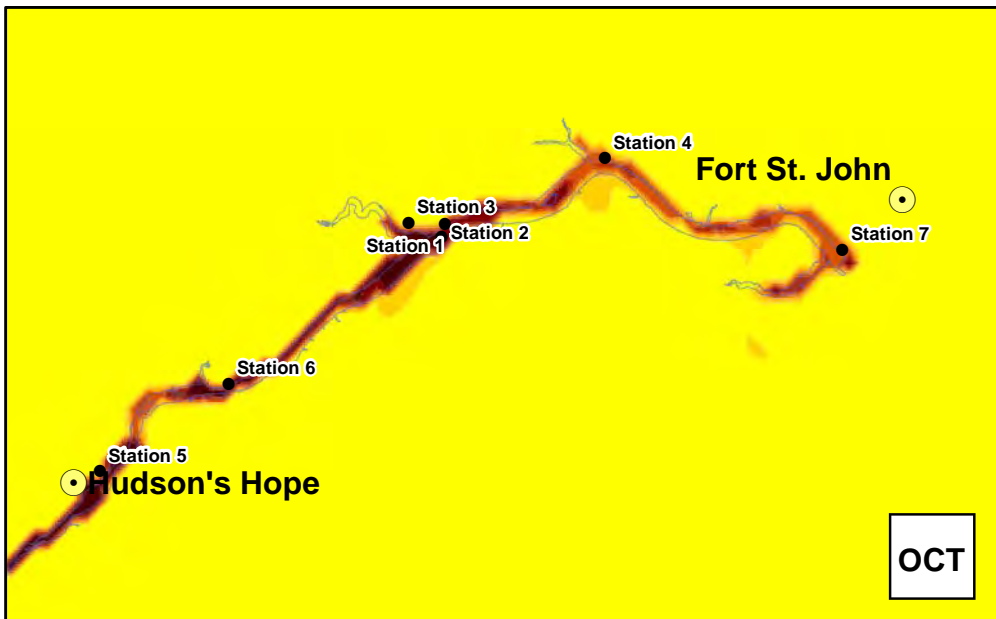 Station 4
Fort St. John
Station 3
Station 2
Station 1
Station 7
Station 6
Station 5
Hudson's Hope
OCT